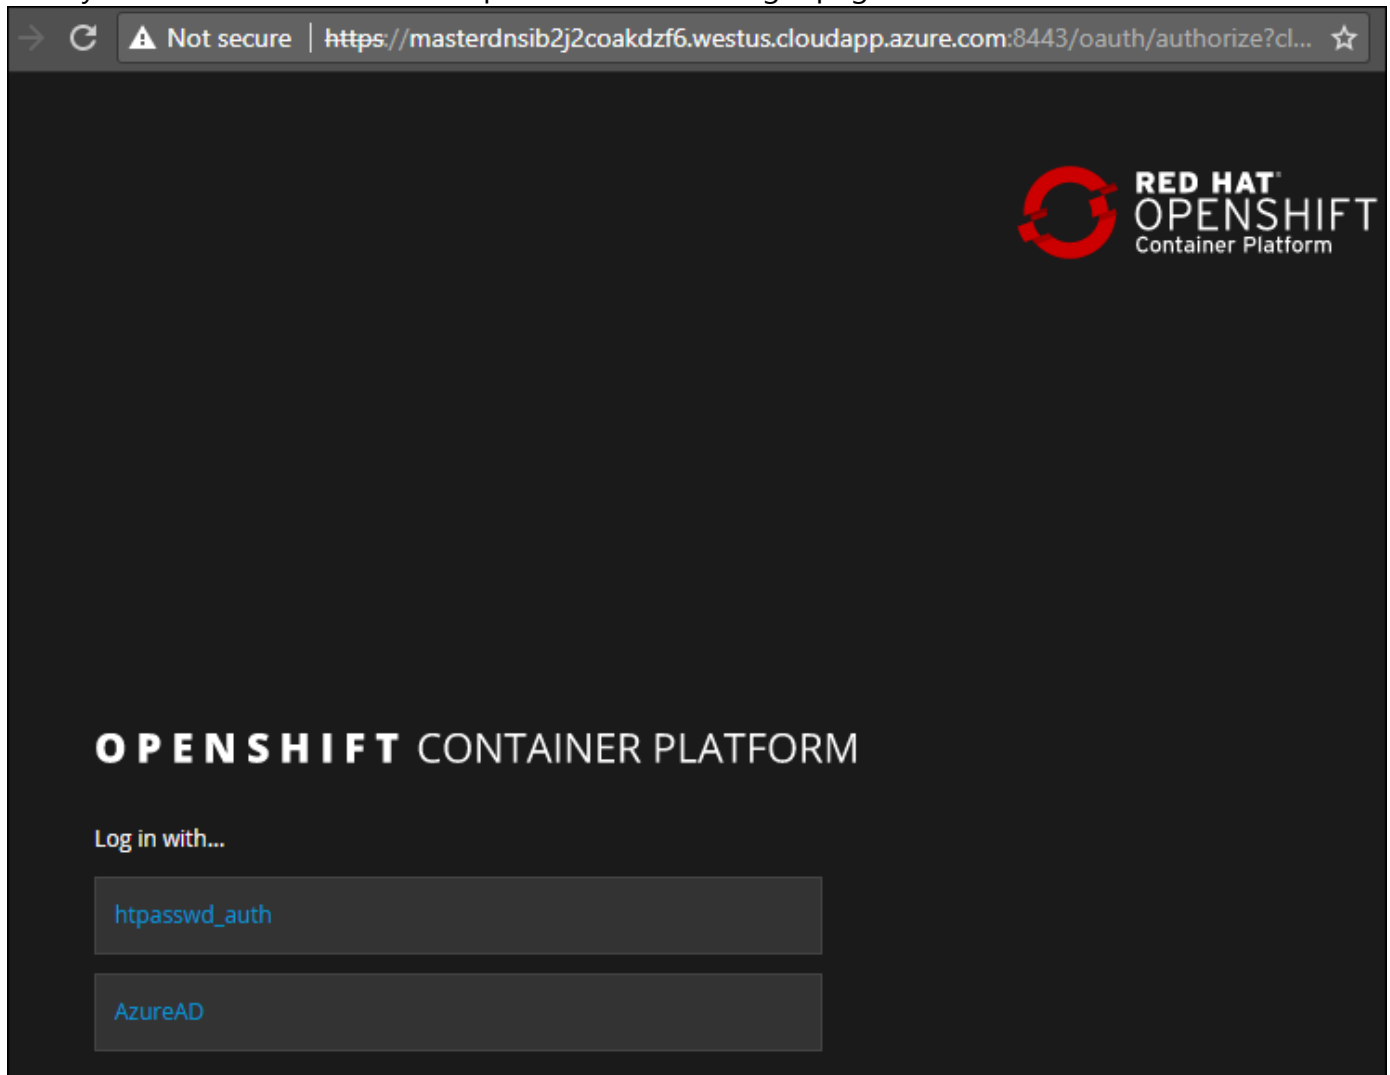 Not secure | https://masterdnsib2j2coakdzf6.westus.cloudapp.azure.com:8443/oauth/authorize?cl...
RED HAT
OPENSHIFT
Container Platform
OPENSHIFT CONTAINER PLATFORM
Log in with...
htpasswd_auth
AzureAD